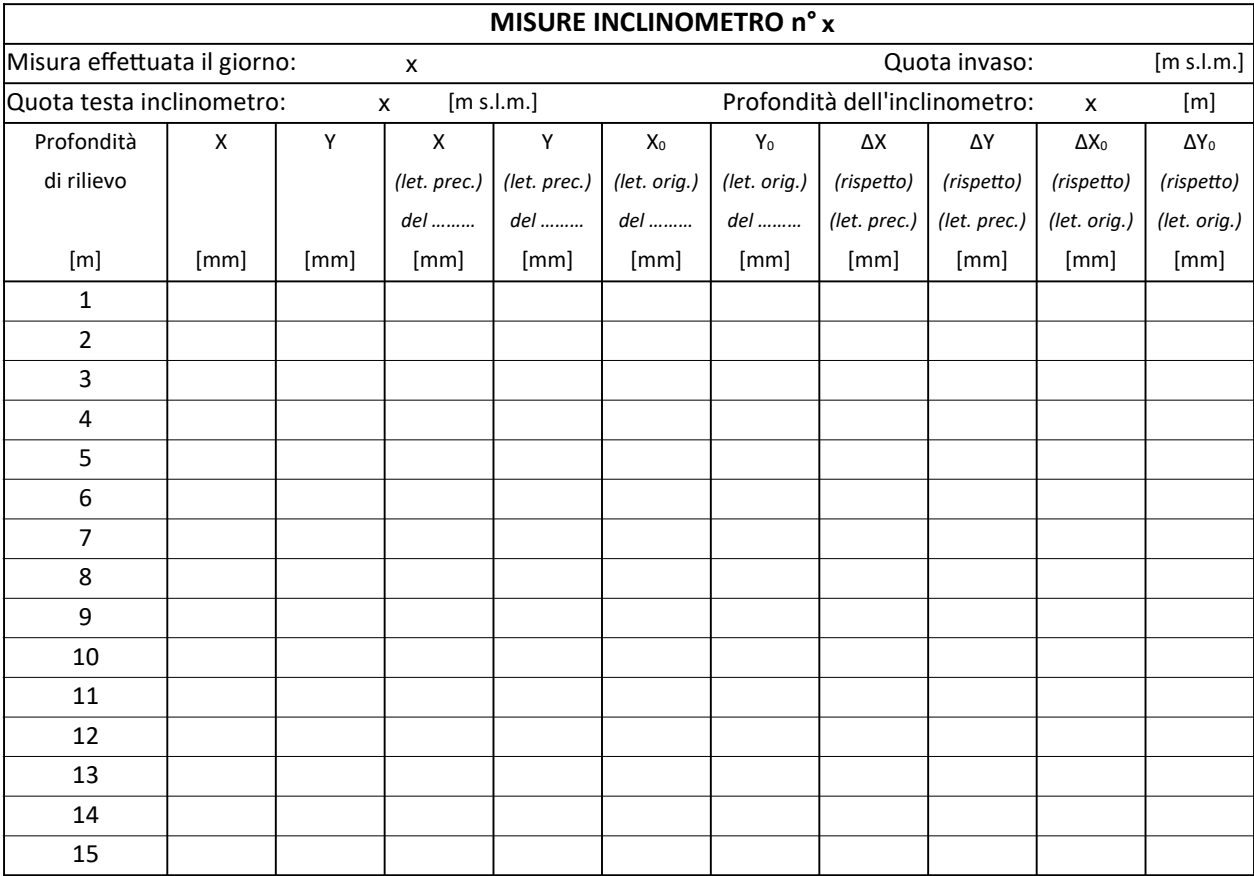 MISURE INCLINOMETRO n° x
Misura effettuata il giorno: x Quota invaso: [m s.l.m.]
Quota testa inclinometro: x [m s.l.m.] Profondità dell'inclinometro: x [m]
Profondità X Y X Y X₀ Y₀ ΔX ΔY ΔX₀ ΔY₀
di rilievo (let. prec.) (let. prec.) (let. orig.) (let. orig.) (rispetto) (rispetto) (rispetto) (rispetto)
del ......... del ......... del ......... del ......... (let. prec.) (let. prec.) (let. orig.) (let. orig.)
[m] [mm] [mm] [mm] [mm] [mm] [mm] [mm] [mm] [mm] [mm]
1
2
3
4
5
6
7
8
9
10
11
12
13
14
15